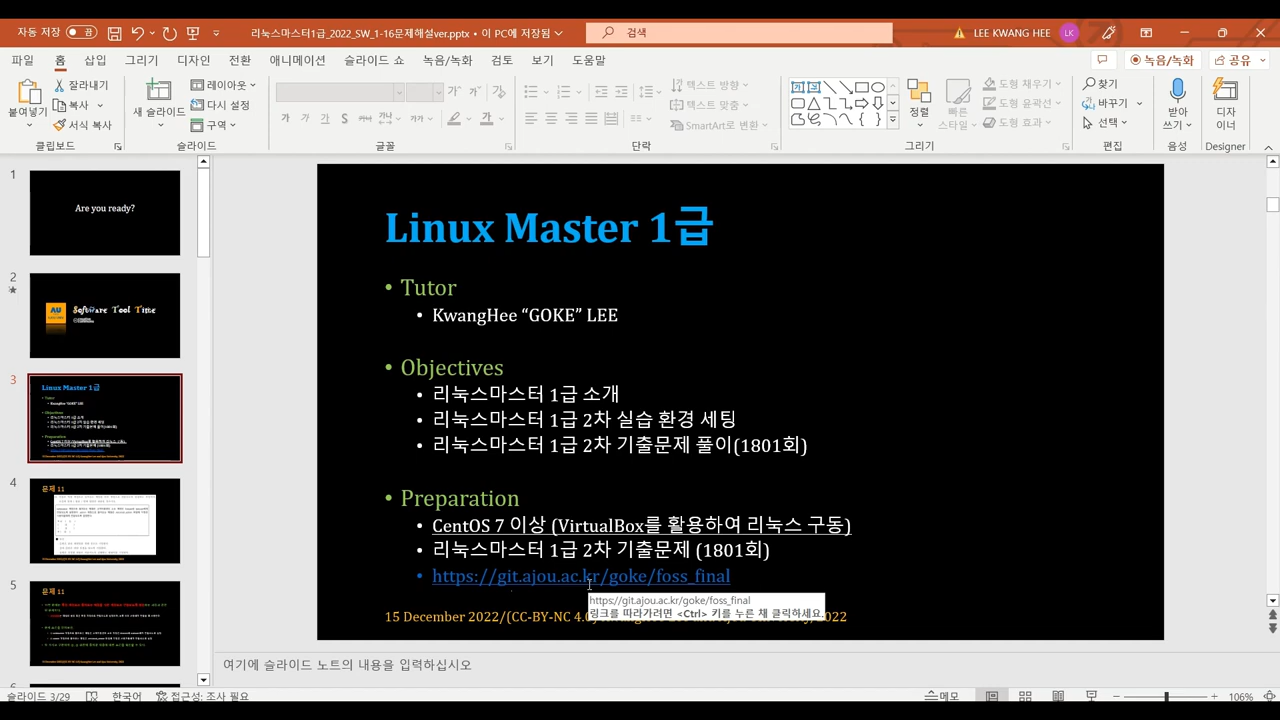 자동 저장 끔
리눅스마스터1급_2022_SW_1-16문제해설ver.pptx • 이 PC에 저장됨
검색
LEE KWANG HEE
LK
파일 홈 삽입 그리기 디자인 전환 애니메이션 슬라이드 쇼 녹음/녹화 검토 보기 도움말
녹음/녹화 공유
붙여넣기
잘라내기
복사
서식 복사
클립보드
새 슬라이드
레이아웃
다시 설정
구역
슬라이드
글꼴
텍스트 방향
텍스트 맞춤
SmartArt로 변환
단락
정렬
빠른 스타일
도형 채우기
도형 윤곽선
도형 효과
그리기
찾기
바꾸기
선택
편집
받아쓰기
음성
디자이너
Designer
1
Are you ready?
2
Software Tool Time
3
Linux Master 1급
4
문제 11
5
문제 11
Linux Master 1급
• Tutor
• KwangHee “GOKE” LEE
• Objectives
• 리눅스마스터 1급 소개
• 리눅스마스터 1급 2차 실습 환경 세팅
• 리눅스마스터 1급 2차 기출문제 풀이(1801회)
• Preparation
• CentOS 7 이상 (VirtualBox를 활용하여 리눅스 구동)
• 리눅스마스터 1급 2차 기출문제 (1801회)
• https://git.ajou.ac.kr/goke/foss_final
https://git.ajou.ac.kr/goke/foss_final
링크를 따라가려면 <Ctrl> 키를 누른 채 클릭하세요.
15 December 2022
여기에 슬라이드 노트의 내용을 입력하십시오
슬라이드 3/29 한국어 접근성: 조사 필요
메모
106%